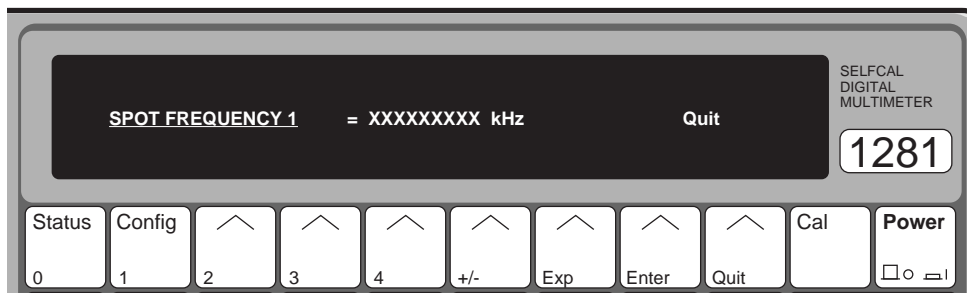 SELFCAL
DIGITAL
MULTIMETER
SPOT FREQUENCY 1 = XXXXXXXXX kHz Quit
1281
Status Config Cal Power
0 1 2 3 4 +/- Exp Enter Quit